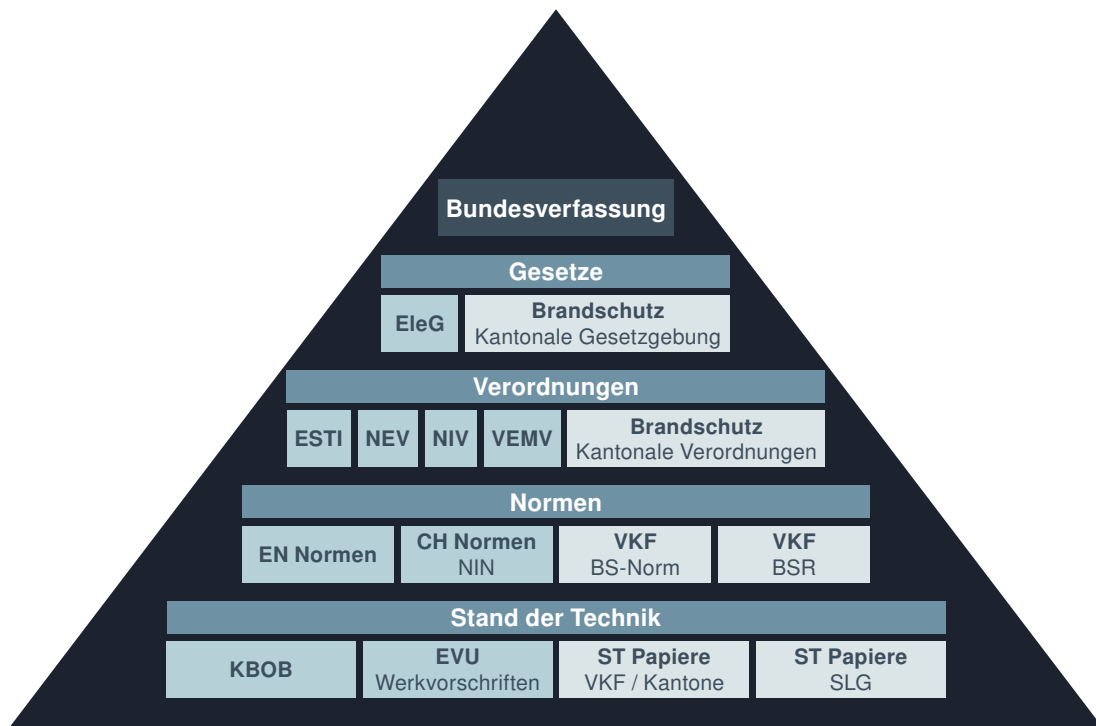 Bundesverfassung
Gesetze
EleG
Brandschutz
Kantonale Gesetzgebung
Verordnungen
ESTI
NEV
NIV
VEMV
Brandschutz
Kantonale Verordnungen
Normen
EN Normen
CH Normen
NIN
VKF
BS-Norm
VKF
BSR
Stand der Technik
KBOB
EVU
Werkvorschriften
ST Papiere
VKF / Kantone
ST Papiere
SLG